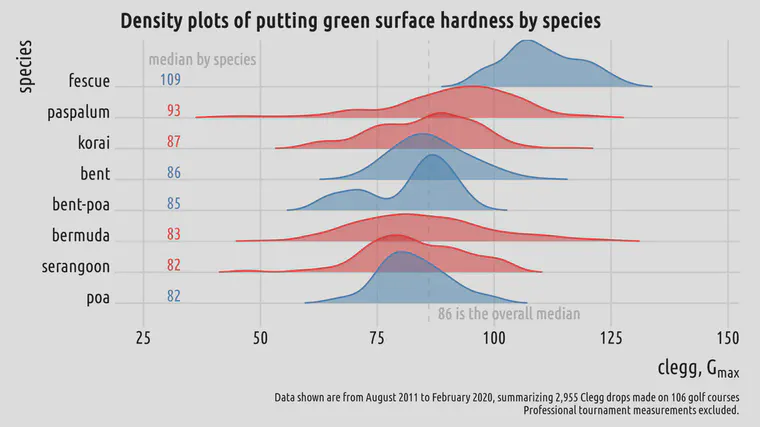 Density plots of putting green surface hardness by species
species
median by species
fescue 109
paspalum 93
korai 87
bent 86
bent-poa 85
bermuda 83
serangoon 82
poa 82
86 is the overall median
25 50 75 100 125 150
clegg, Gmax
Data shown are from August 2011 to February 2020, summarizing 2,955 Clegg drops made on 106 golf courses
Professional tournament measurements excluded.